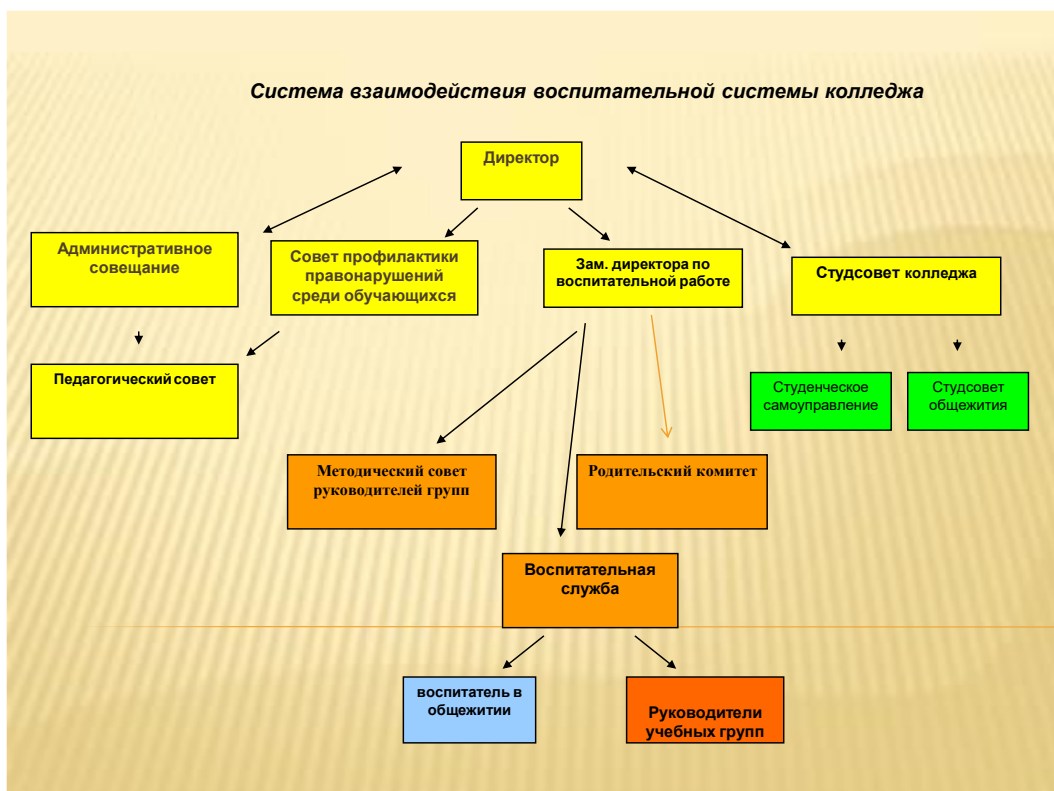 Система взаимодействия воспитательной системы колледжа
Директор
Административное
совещание
Совет профилактики
правонарушений
среди обучающихся
Зам. директора по
воспитательной работе
Студсовет колледжа
Педагогический совет
Студенческое
самоуправление
Студсовет
общежития
Методический совет
руководителей групп
Родительский комитет
Воспитательная
служба
воспитатель в
общежитии
Руководители
учебных групп